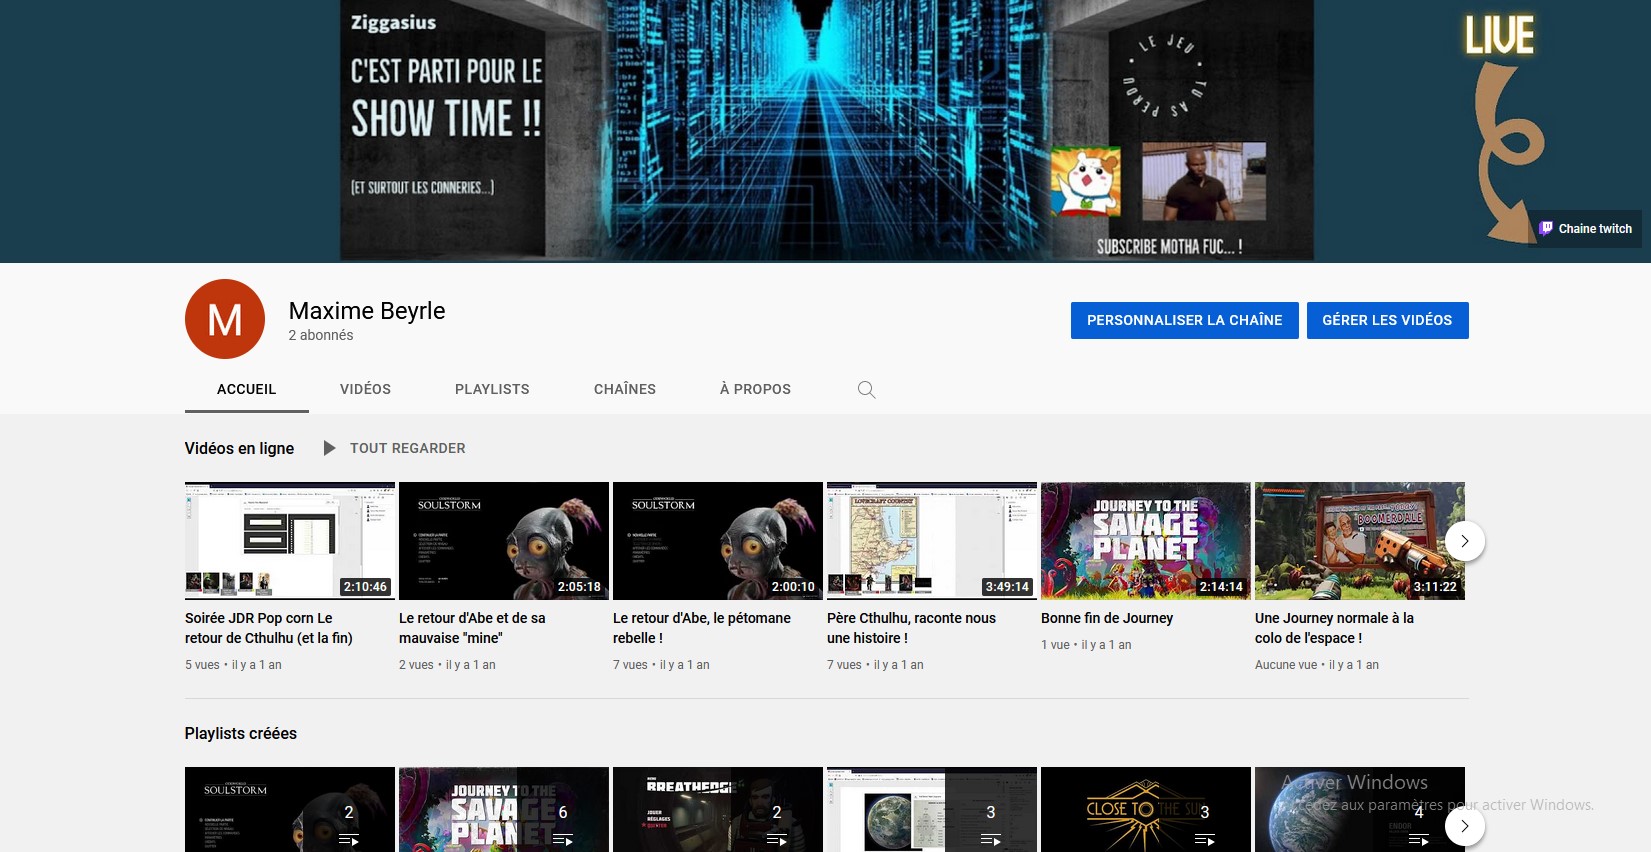 Ziggasius
C'EST PARTI POUR LE
SHOW TIME !!
(ET SURTOUT LES CONNERIES...)
LE JEU • TU AS PERDU •
SUBSCRIBE MOTHA FUC... !
LIVE
Chaine twitch
M
Maxime Beyrle
2 abonnés
PERSONNALISER LA CHAÎNE
GÉRER LES VIDÉOS
ACCUEIL
VIDÉOS
PLAYLISTS
CHAÎNES
À PROPOS
Vidéos en ligne
TOUT REGARDER
2:10:46
SOULSTORM
2:05:18
SOULSTORM
2:00:10
LOVECRAFT COUNTRY
3:49:14
JOURNEY TO THE
SAVAGE
PLANET
2:14:14
BOOMERDALE
3:11:22
Soirée JDR Pop corn Le
retour de Cthulhu (et la fin)
5 vues • il y a 1 an
Le retour d'Abe et de sa
mauvaise "mine"
2 vues • il y a 1 an
Le retour d'Abe, le pétomane
rebelle !
7 vues • il y a 1 an
Père Cthulhu, raconte nous
une histoire !
7 vues • il y a 1 an
Bonne fin de Journey
1 vue • il y a 1 an
Une Journey normale à la
colo de l'espace !
Aucune vue • il y a 1 an
Playlists créées
SOULSTORM
2
JOURNEY TO THE
SAVAGE
PLANET
6
BREATHEDGE
JOUER
RÉGLAGES
QUITTER
2
3
CLOSE TO THE SUN
3
4
Activer Windows
Accédez aux paramètres pour activer Windows.